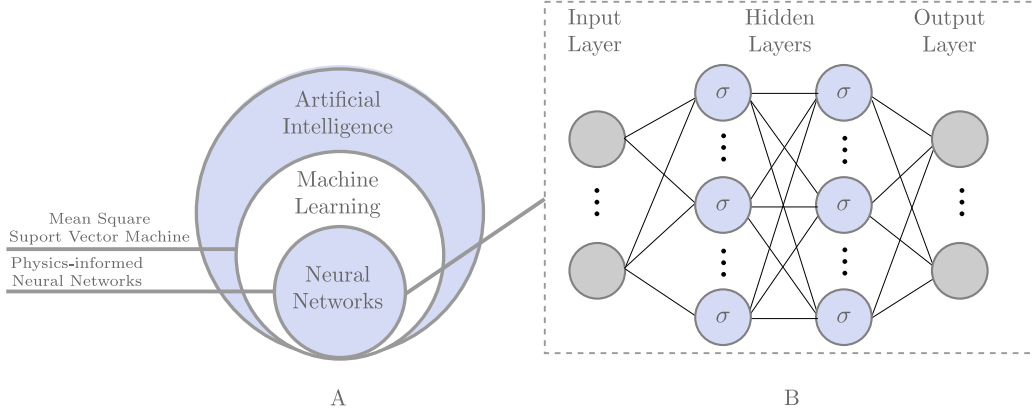 Artificial
Intelligence
Machine
Learning
Mean Square
Suport Vector Machine
Physics-informed
Neural Networks
Neural
Networks
A
Input
Layer
Hidden
Layers
Output
Layer
σ
σ
σ
σ
σ
σ
B